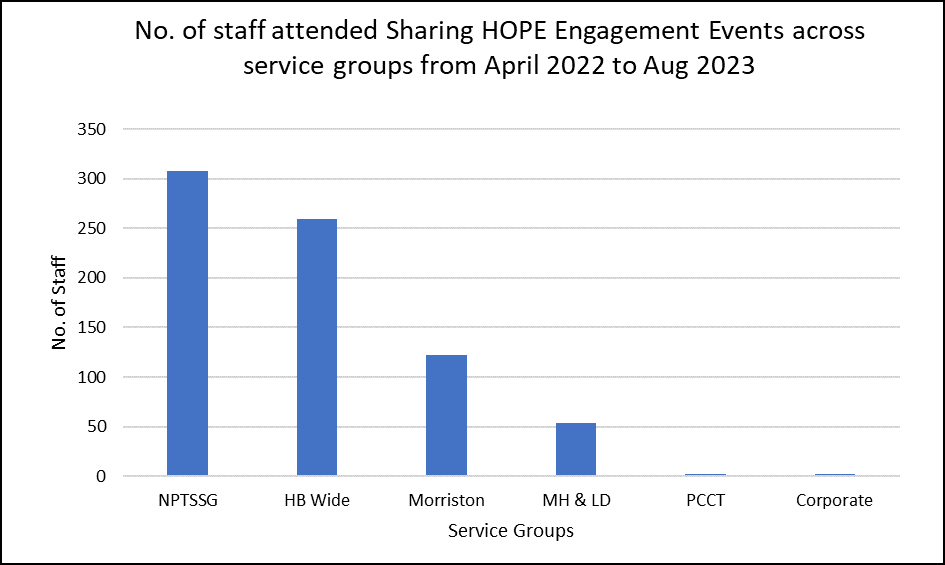 No. of staff attended Sharing HOPE Engagement Events across
service groups from April 2022 to Aug 2023
350
300
250
200
150
100
50
0
No. of Staff
NPTSSG HB Wide Morriston MH & LD PCCT Corporate
Service Groups